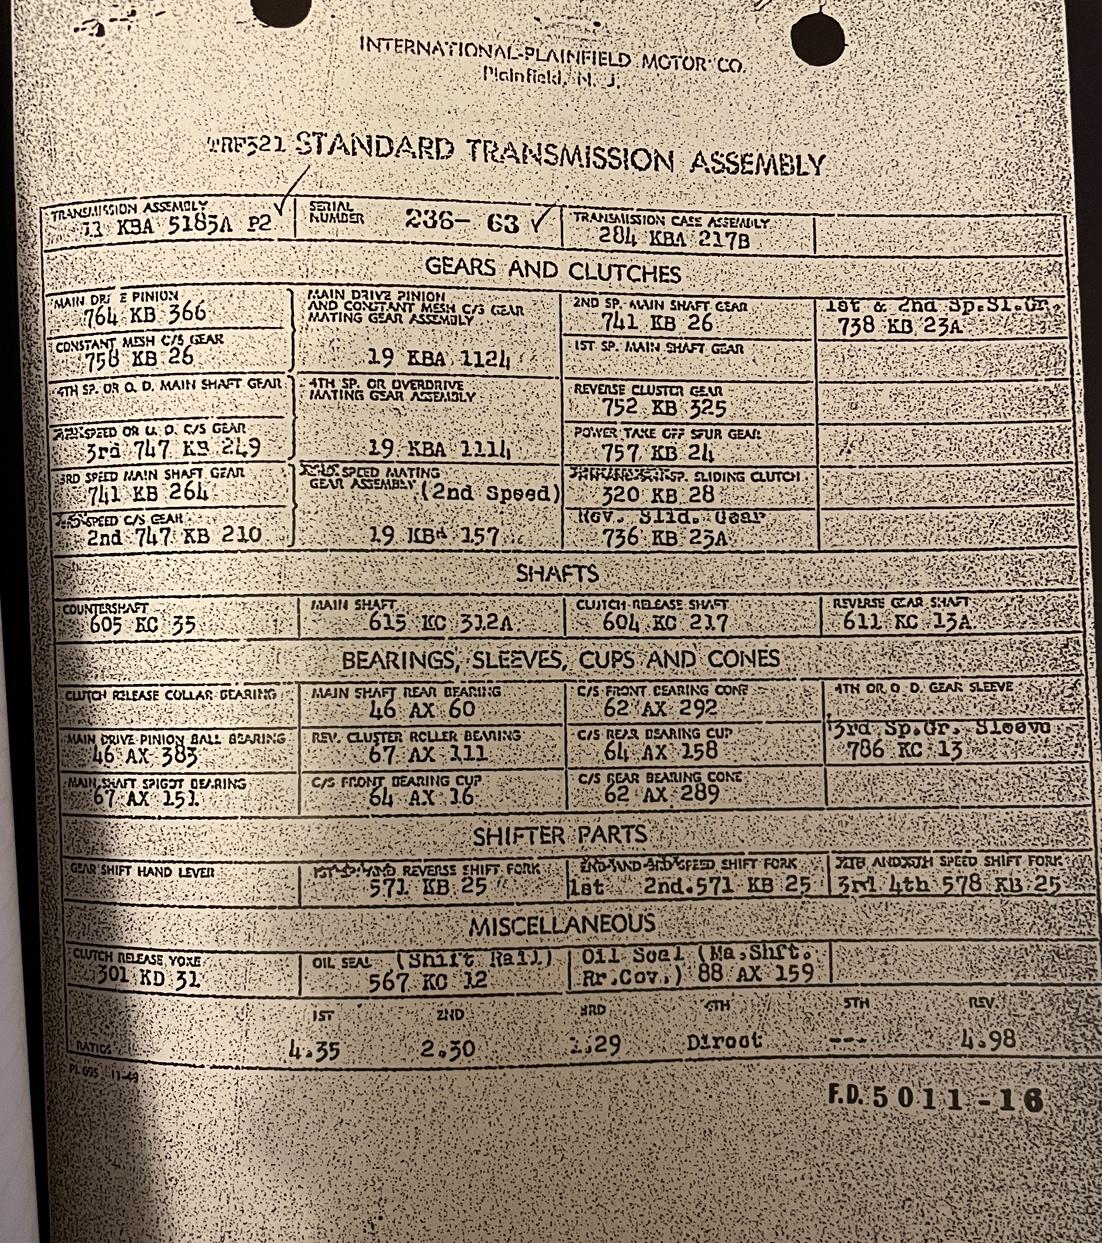 INTERNATIONAL-PLAINFIELD MOTOR CO.
Plainfield, N. J.
TRF321 STANDARD TRANSMISSION ASSEMBLY
TRANSMISSION ASSEMBLY
KBA 5185A P2
SERIAL
NUMBER 236- 63
TRANSMISSION CASE ASSEMBLY
284 KBA 217B
GEARS AND CLUTCHES
MAIN DRIVE PINION
764 KB 366
MAIN DRIVE PINION
AND CONSTANT MESH C/S GEAR
MATING GEAR ASSEMBLY
19 KBA 1124
2ND SP. MAIN SHAFT GEAR
741 KB 26
1st & 2nd Sp.Sl.Gr.
738 KB 23A
CONSTANT MESH C/S GEAR
758 KB 26
1ST SP. MAIN SHAFT GEAR
4TH SP. OR O. D. MAIN SHAFT GEAR
4TH SP. OR OVERDRIVE
MATING GEAR ASSEMBLY
19 KBA 1114
REVERSE CLUSTER GEAR
752 KB 325
SPEED OR O. D. C/S GEAR
3rd 747 KB 249
POWER TAKE OFF SPUR GEAR
757 KB 24
3RD SPEED MAIN SHAFT GEAR
741 KB 264
SPEED MATING
GEAR ASSEMBLY (2nd Speed)
19 KBA 157
SP. SLIDING CLUTCH
320 KB 28
SPEED C/S GEAR
2nd 747 KB 210
Rev. Slid. Gear
736 KB 23A
SHAFTS
COUNTERSHAFT
605 KC 35
MAIN SHAFT
615 KC 312A
CLUTCH RELEASE SHAFT
604 KC 217
REVERSE GEAR SHAFT
611 KC 13A
BEARINGS, SLEEVES, CUPS AND CONES
CLUTCH RELEASE COLLAR BEARING
MAIN SHAFT REAR BEARING
46 AX 60
C/S FRONT BEARING CONE
62 AX 292
4TH OR O. D. GEAR SLEEVE
MAIN DRIVE PINION BALL BEARING
46 AX 383
REV. CLUSTER ROLLER BEARING
67 AX 111
C/S REAR BEARING CUP
64 AX 158
3rd Sp.Gr. Sleeve
786 KC 13
MAIN SHAFT SPIGOT BEARING
67 AX 151
C/S FRONT BEARING CUP
64 AX 16
C/S REAR BEARING CONE
62 AX 289
SHIFTER PARTS
GEAR SHIFT HAND LEVER
REVERSE SHIFT FORK
571 KB 25
2ND AND 3RD SPEED SHIFT FORK
1st 2nd.571 KB 25
SPEED SHIFT FORK
3rd 4th 578 KB 25
MISCELLANEOUS
CLUTCH RELEASE YOKE
301 KD 31
OIL SEAL (Shift Rail)
567 KC 12
Oil Seal (Ma.Shft.
Rr.Cov.) 88 AX 159
1ST 2ND 3RD 4TH 5TH REV.
RATIOS 4.35 2.30 1.29 Direct --- 4.98
PL 695 11-49
F.D. 5011-16